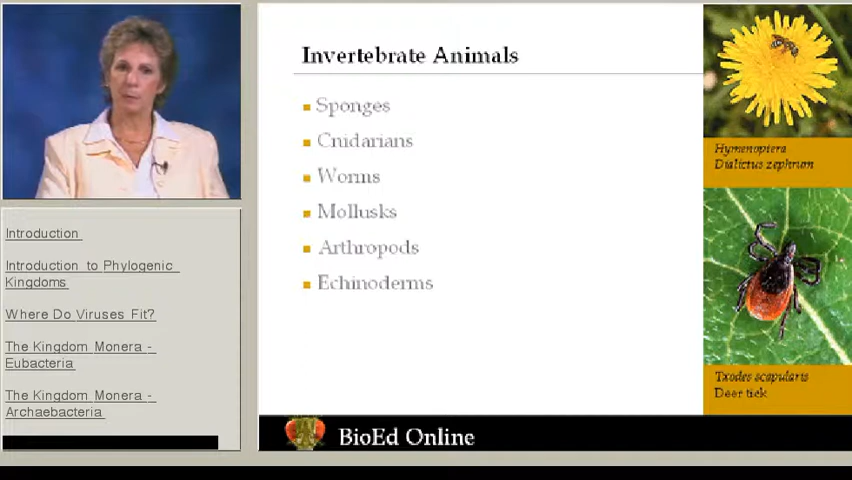 Invertebrate Animals
Sponges
Cnidarians
Worms
Mollusks
Arthropods
Echinoderms
Hymenoptera
Dialictus zephrum
Ixodes scapularis
Deer tick
BioEd Online
Introduction
Introduction to Phylogenic
Kingdoms
Where Do Viruses Fit?
The Kingdom Monera -
Eubacteria
The Kingdom Monera -
Archaebacteria